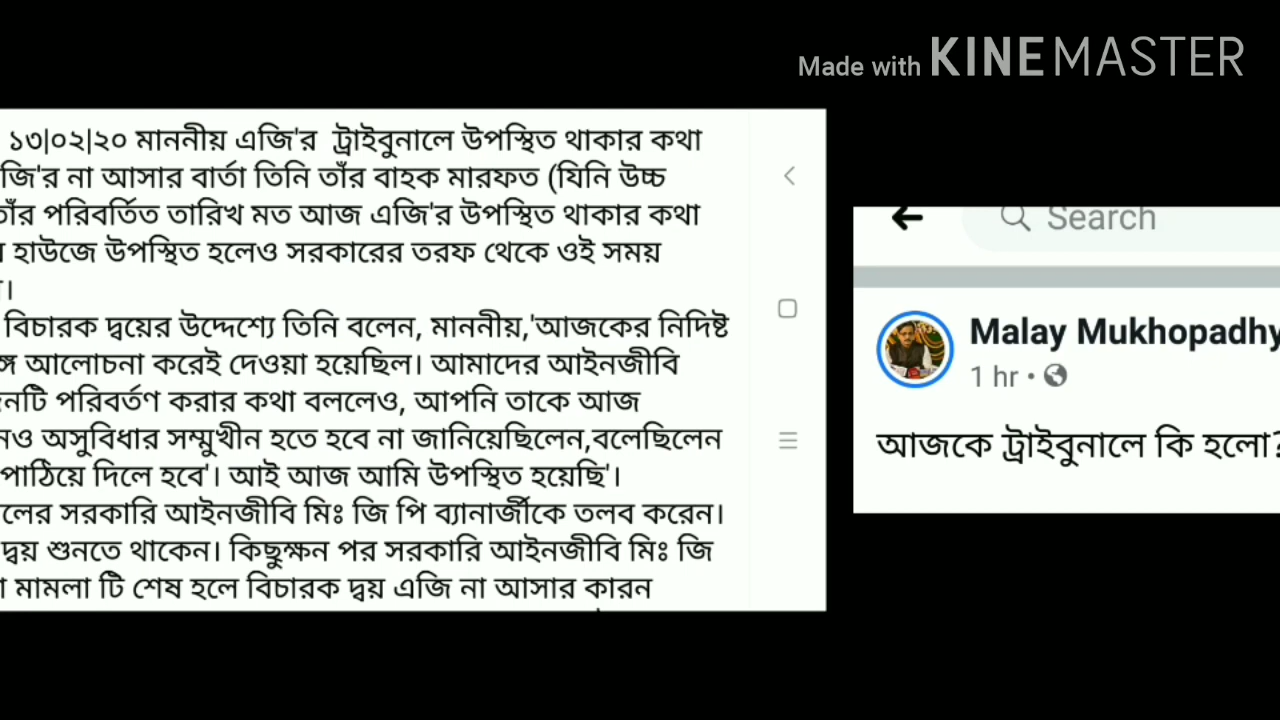 Made with KINEMASTER
১৩|০২|২০ মাননীয় এজি'র ট্রাইবুনালে উপস্থিত থাকার কথা
জি'র না আসার বার্তা তিনি তাঁর বাহক মারফত (যিনি উচ্চ
তাঁর পরিবর্তিত তারিখ মত আজ এজি'র উপস্থিত থাকার কথা
হাউজে উপস্থিত হলেও সরকারের তরফ থেকে ওই সময়
।
বিচারক দ্বয়ের উদ্দেশ্যে তিনি বলেন, মাননীয়,'আজকের নিদিষ্ট
ঙ্গে আলোচনা করেই দেওয়া হয়েছিল। আমাদের আইনজীবি
নটি পরিবর্তণ করার কথা বললেও, আপনি তাকে আজ
নও অসুবিধার সম্মুখীন হতে হবে না জানিয়েছিলেন,বলেছিলেন
পাঠিয়ে দিলে হবে'। আই আজ আমি উপস্থিত হয়েছি'।
লের সরকারি আইনজীবি মিঃ জি পি ব্যানার্জীকে তলব করেন।
দ্বয় শুনতে থাকেন। কিছুক্ষন পর সরকারি আইনজীবি মিঃ জি
মামলা টি শেষ হলে বিচারক দ্বয় এজি না আসার কারন
Search
Malay Mukhopadhy
1 hr •
আজকে ট্রাইবুনালে কি হলো?